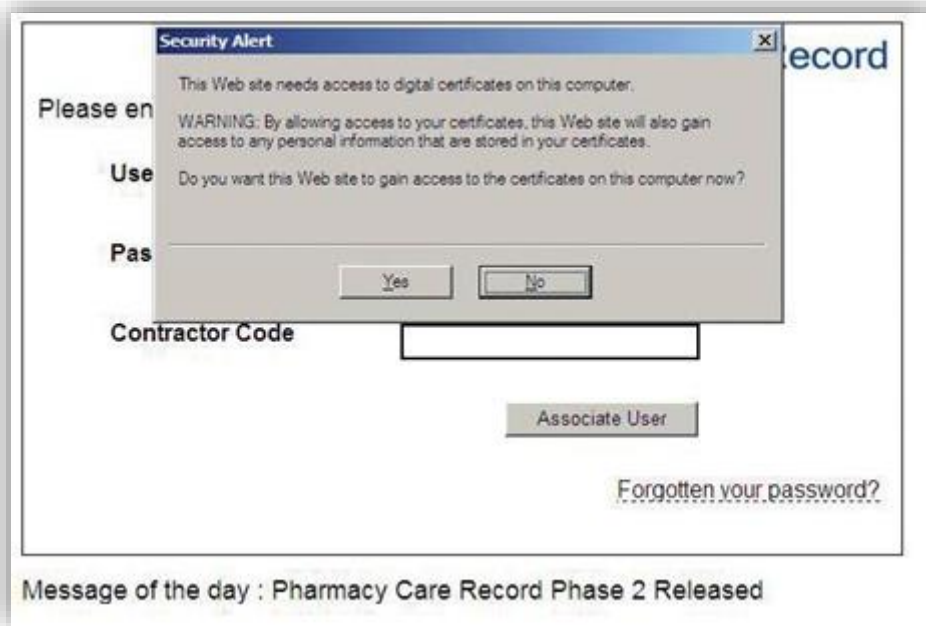 Security Alert
ecord
This Web site needs access to digital certificates on this computer.
Please en
WARNING: By allowing access to your certificates, this Web site will also gain
access to any personal information that are stored in your certificates.
Use
Do you want this Web site to gain access to the certificates on this computer now?
Pas
Yes
No
Contractor Code
Associate User
Forgotten your password?
Message of the day : Pharmacy Care Record Phase 2 Released